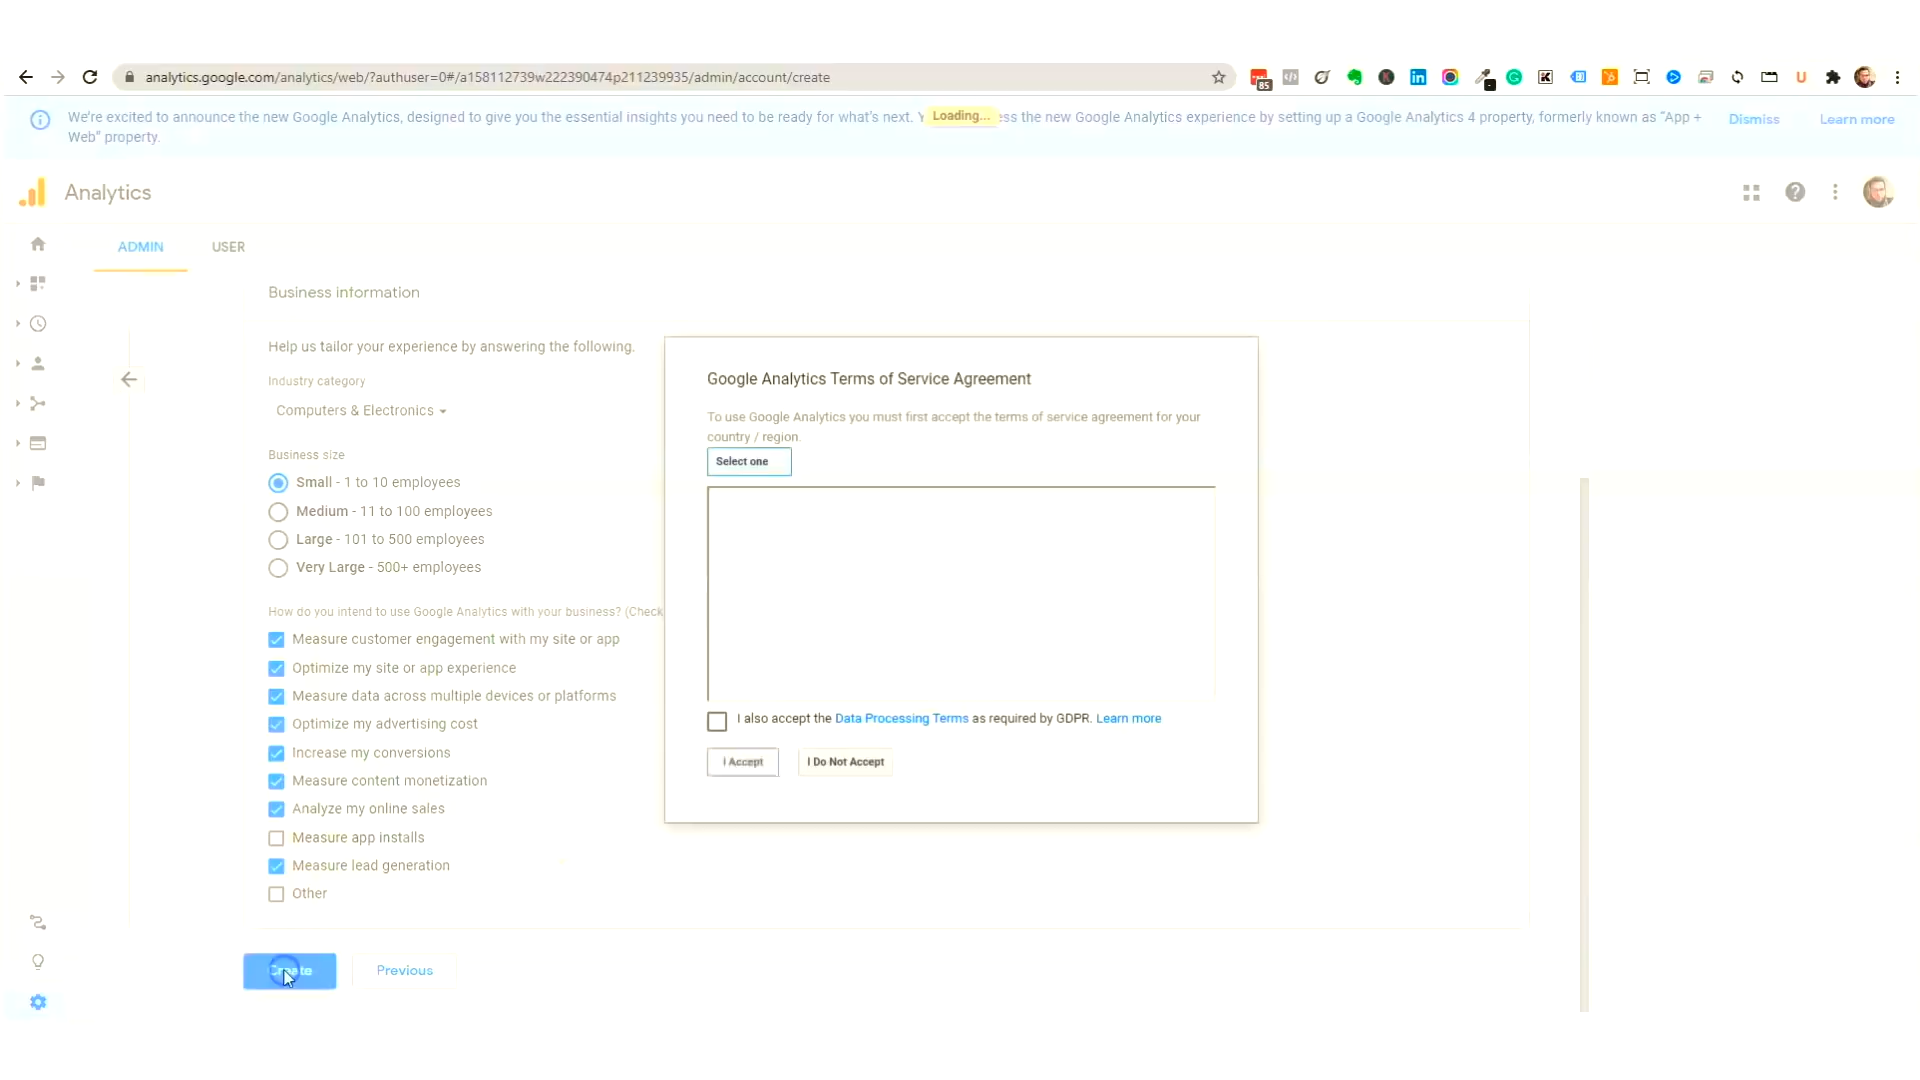 analytics.google.com/analytics/web/?authuser=0#/a158112739w222390474p211239935/admin/account/create
85
We're excited to announce the new Google Analytics, designed to give you the essential insights you need to be ready for what's next. Loading... ss the new Google Analytics experience by setting up a Google Analytics 4 property, formerly known as "App +
Web" property.
Dismiss
Learn more
Analytics
ADMIN
USER
Business information
Help us tailor your experience by answering the following.
Industry category
Computers & Electronics
Business size
Small - 1 to 10 employees
Medium - 11 to 100 employees
Large - 101 to 500 employees
Very Large - 500+ employees
How do you intend to use Google Analytics with your business? (Check
Measure customer engagement with my site or app
Optimize my site or app experience
Measure data across multiple devices or platforms
Optimize my advertising cost
Increase my conversions
Measure content monetization
Analyze my online sales
Measure app installs
Measure lead generation
Other
Create
Previous
Google Analytics Terms of Service Agreement
To use Google Analytics you must first accept the terms of service agreement for your
country / region.
Select one
I also accept the Data Processing Terms as required by GDPR. Learn more
I Accept
I Do Not Accept